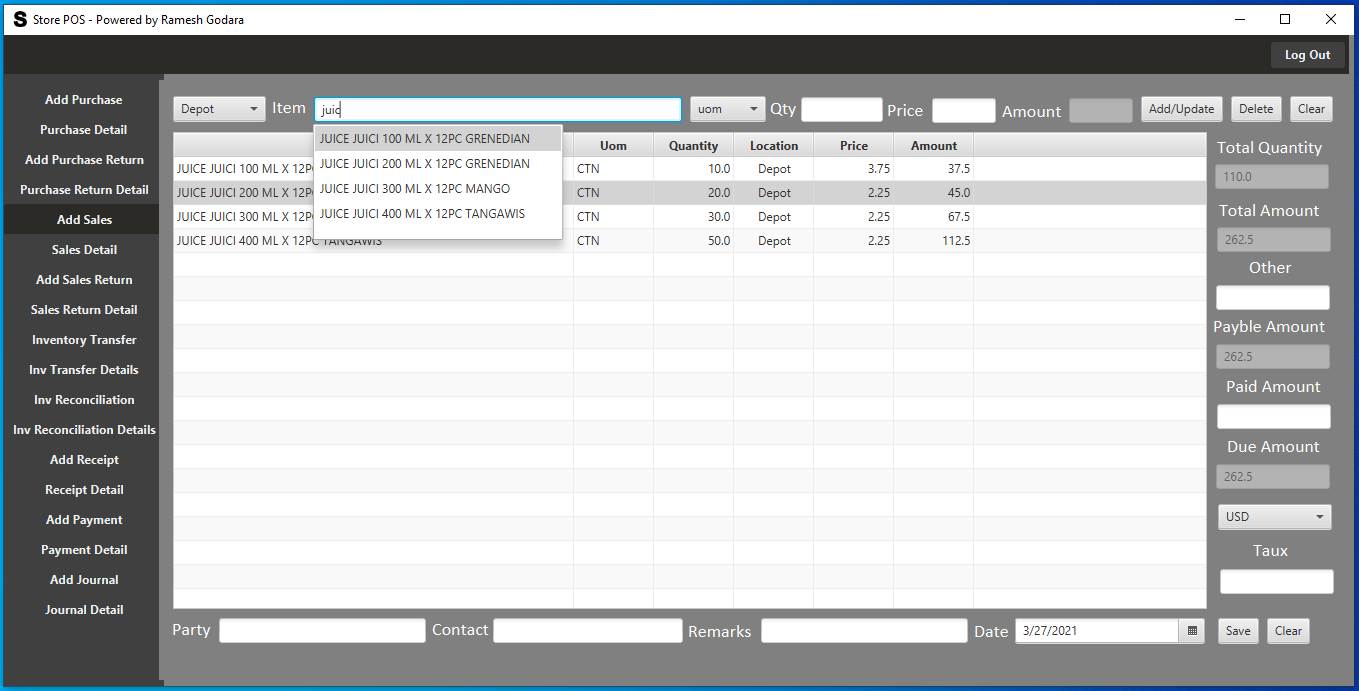 S Store POS - Powered by Ramesh Godara
Log Out
Add Purchase
Purchase Detail
Add Purchase Return
Purchase Return Detail
Add Sales
Sales Detail
Add Sales Return
Sales Return Detail
Inventory Transfer
Inv Transfer Details
Inv Reconciliation
Inv Reconciliation Details
Add Receipt
Receipt Detail
Add Payment
Payment Detail
Add Journal
Journal Detail
Depot Item juic uom Qty Price Amount Add/Update Delete Clear
JUICE JUICI 100 ML X 12PC GRENEDIAN
JUICE JUICI 200 ML X 12PC GRENEDIAN
JUICE JUICI 300 ML X 12PC MANGO
JUICE JUICI 400 ML X 12PC TANGAWIS
Uom Quantity Location Price Amount
JUICE JUICI 100 ML X 12PC CTN 10.0 Depot 3.75 37.5
JUICE JUICI 200 ML X 12PC CTN 20.0 Depot 2.25 45.0
JUICE JUICI 300 ML X 12PC CTN 30.0 Depot 2.25 67.5
JUICE JUICI 400 ML X 12PC TANGAWIS CTN 50.0 Depot 2.25 112.5
Total Quantity
110.0
Total Amount
262.5
Other
Payble Amount
262.5
Paid Amount
Due Amount
262.5
USD
Taux
Party Contact Remarks Date 3/27/2021 Save Clear